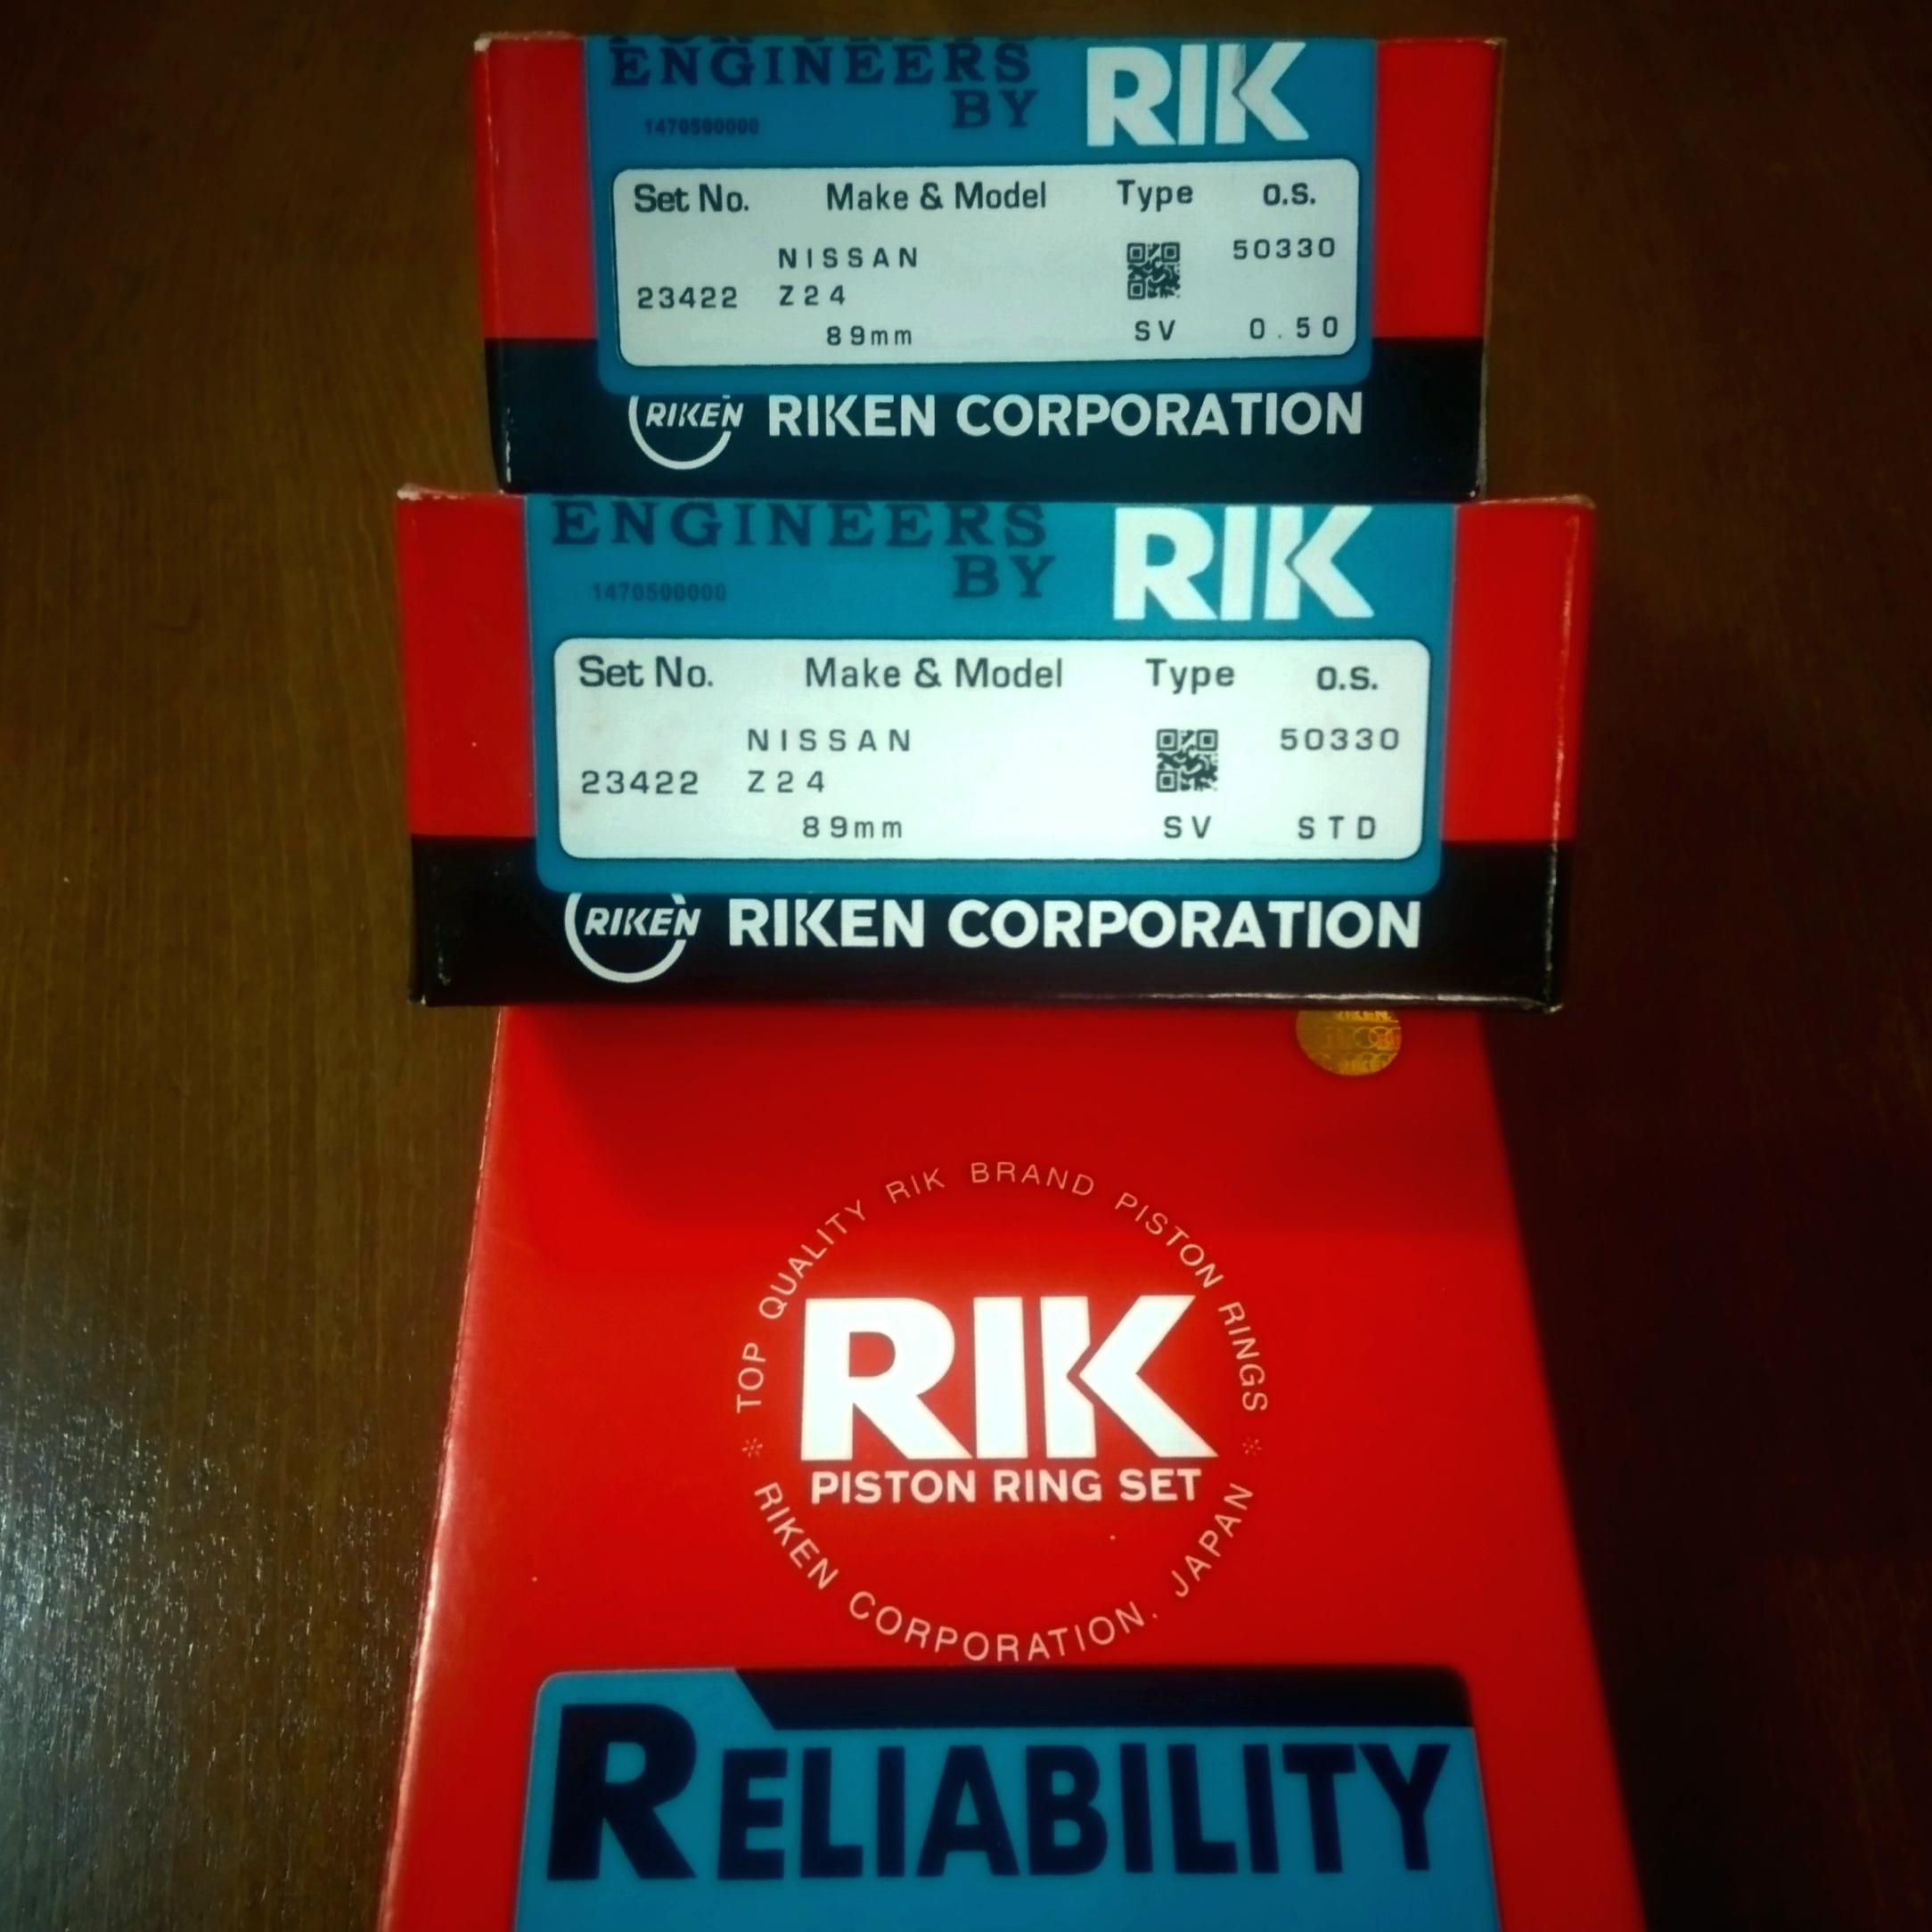 ENGINEERS
BY RIK
1470500000
Set No. Make & Model Type O.S.
NISSAN 50330
23422 Z24
89mm SV 0.50
RIKEN RIKEN CORPORATION
ENGINEERS
BY RIK
1470500000
Set No. Make & Model Type O.S.
NISSAN 50330
23422 Z24
89mm SV STD
RIKEN RIKEN CORPORATION
TOP QUALITY RIK BRAND PISTON RINGS
RIK
PISTON RING SET
RIKEN CORPORATION. JAPAN
RELIABILITY